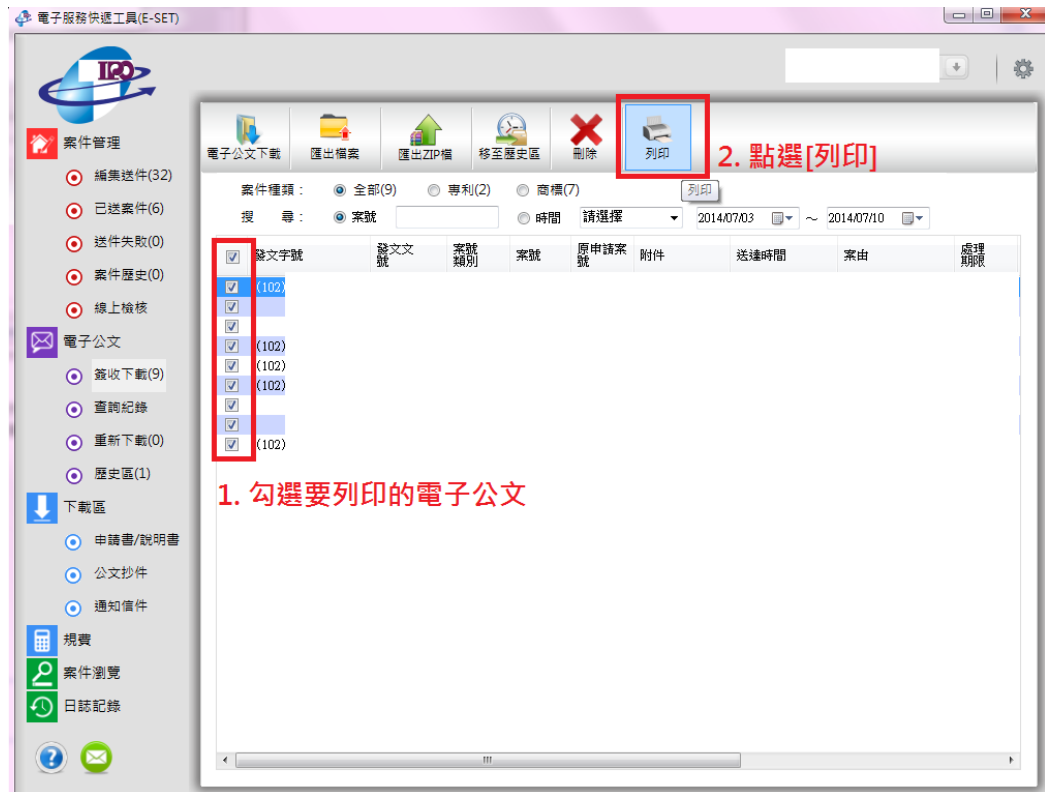 電子服務快遞工具(E-SET)
IPO
案件管理
編集送件(32)
已送案件(6)
送件失敗(0)
案件歷史(0)
線上檢核
電子公文
簽收下載(9)
查詢紀錄
重新下載(0)
歷史區(1)
下載區
申請書/說明書
公文抄件
通知信件
規費
案件瀏覽
日誌記錄
電子公文下載 匯出檔案 匯出ZIP檔 移至歷史區 刪除 列印
2. 點選[列印]
案件種類: 全部(9) 專利(2) 商標(7)
列印
搜 尋: 案號 時間 請選擇 2014/07/03 ~ 2014/07/10
發文字號 發文文號 案號類別 案號 原申請案號 附件 送達時間 案由 處理期限
(102)
(102)
(102)
(102)
(102)
1. 勾選要列印的電子公文